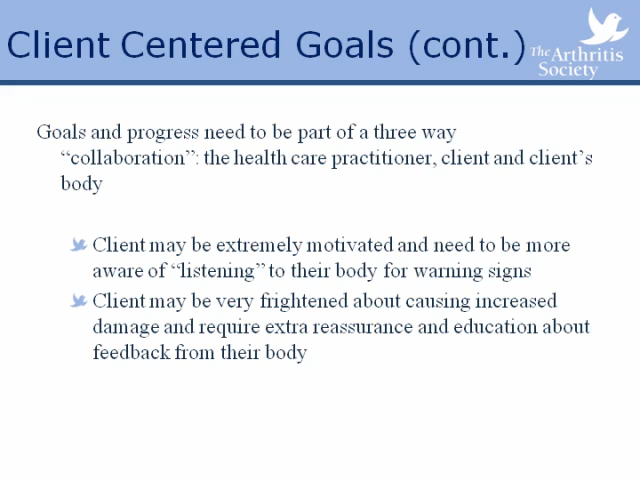 Client Centered Goals (cont.)
The Arthritis
Society
Goals and progress need to be part of a three way
“collaboration”: the health care practitioner, client and client’s
body
Client may be extremely motivated and need to be more
aware of “listening” to their body for warning signs
Client may be very frightened about causing increased
damage and require extra reassurance and education about
feedback from their body